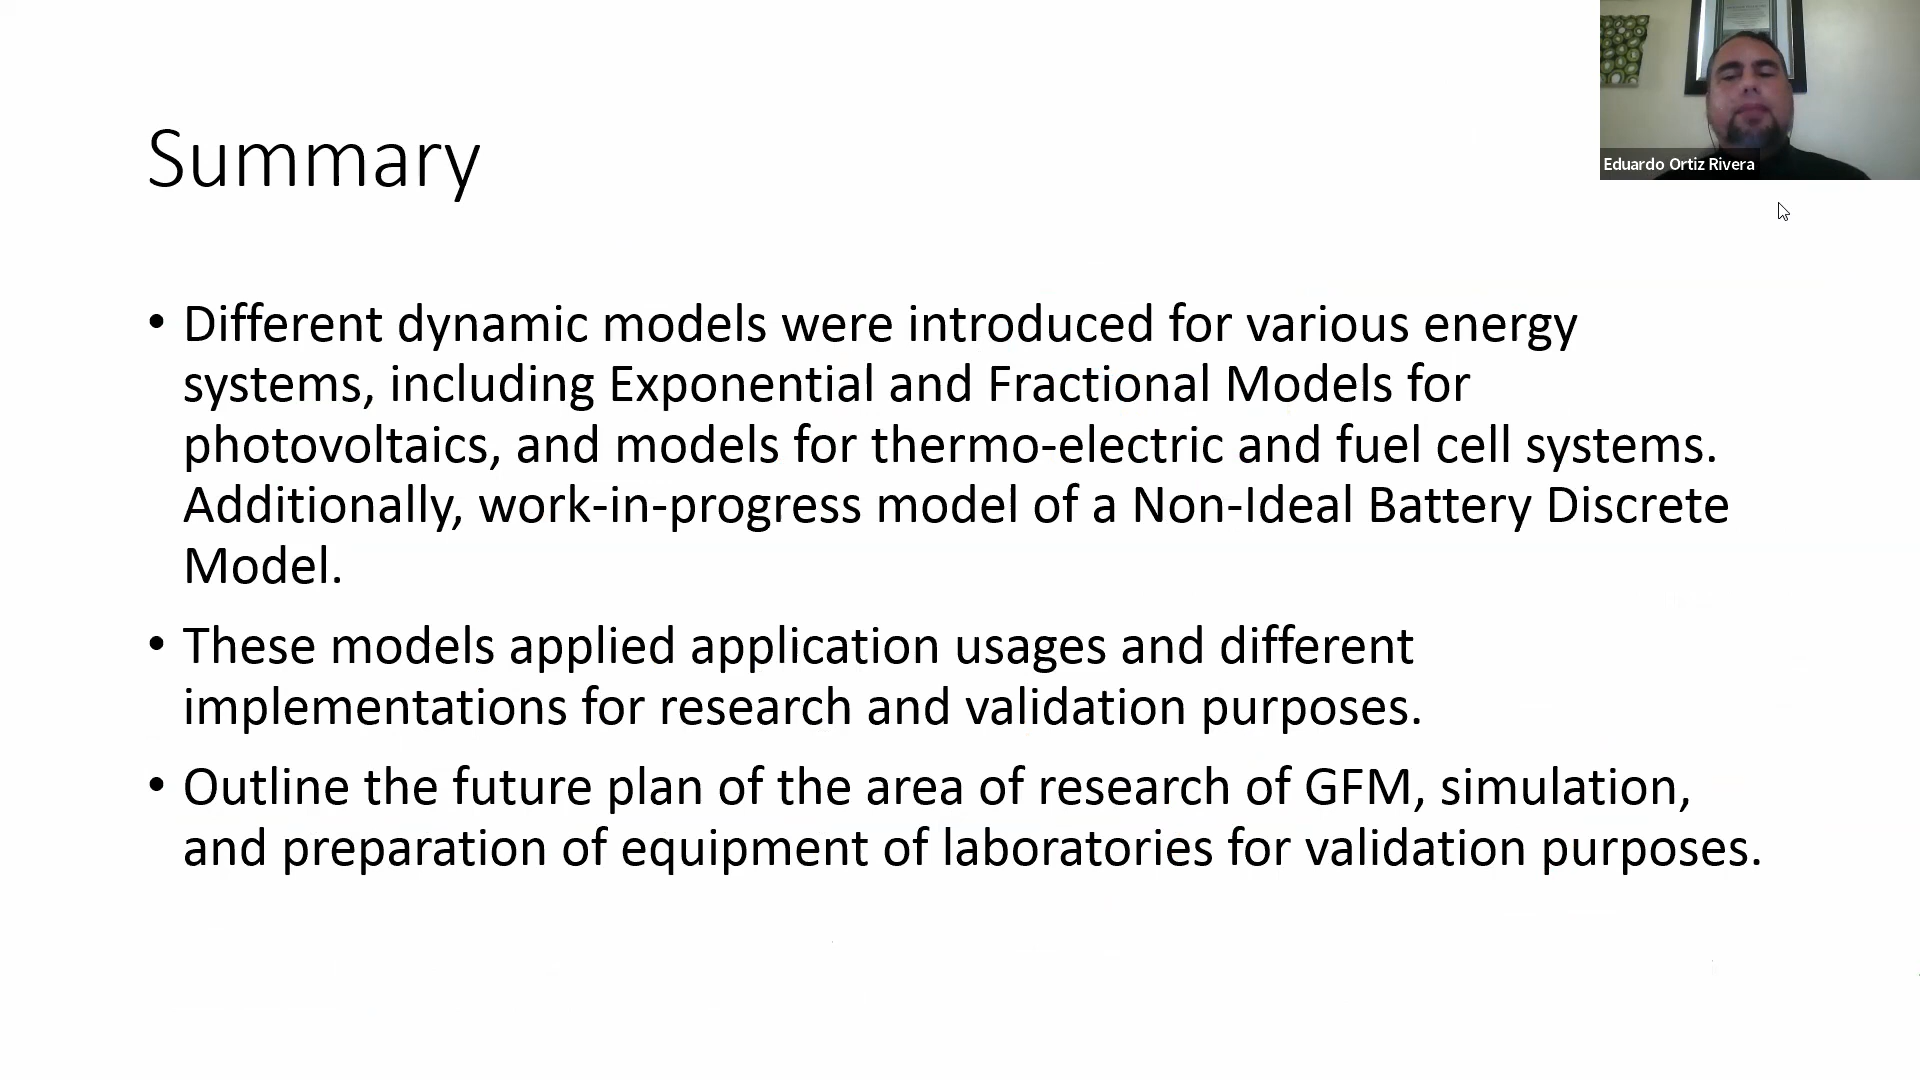 Summary
Eduardo Ortiz Rivera
• Different dynamic models were introduced for various energy
systems, including Exponential and Fractional Models for
photovoltaics, and models for thermo-electric and fuel cell systems.
Additionally, work-in-progress model of a Non-Ideal Battery Discrete
Model.
• These models applied application usages and different
implementations for research and validation purposes.
• Outline the future plan of the area of research of GFM, simulation,
and preparation of equipment of laboratories for validation purposes.